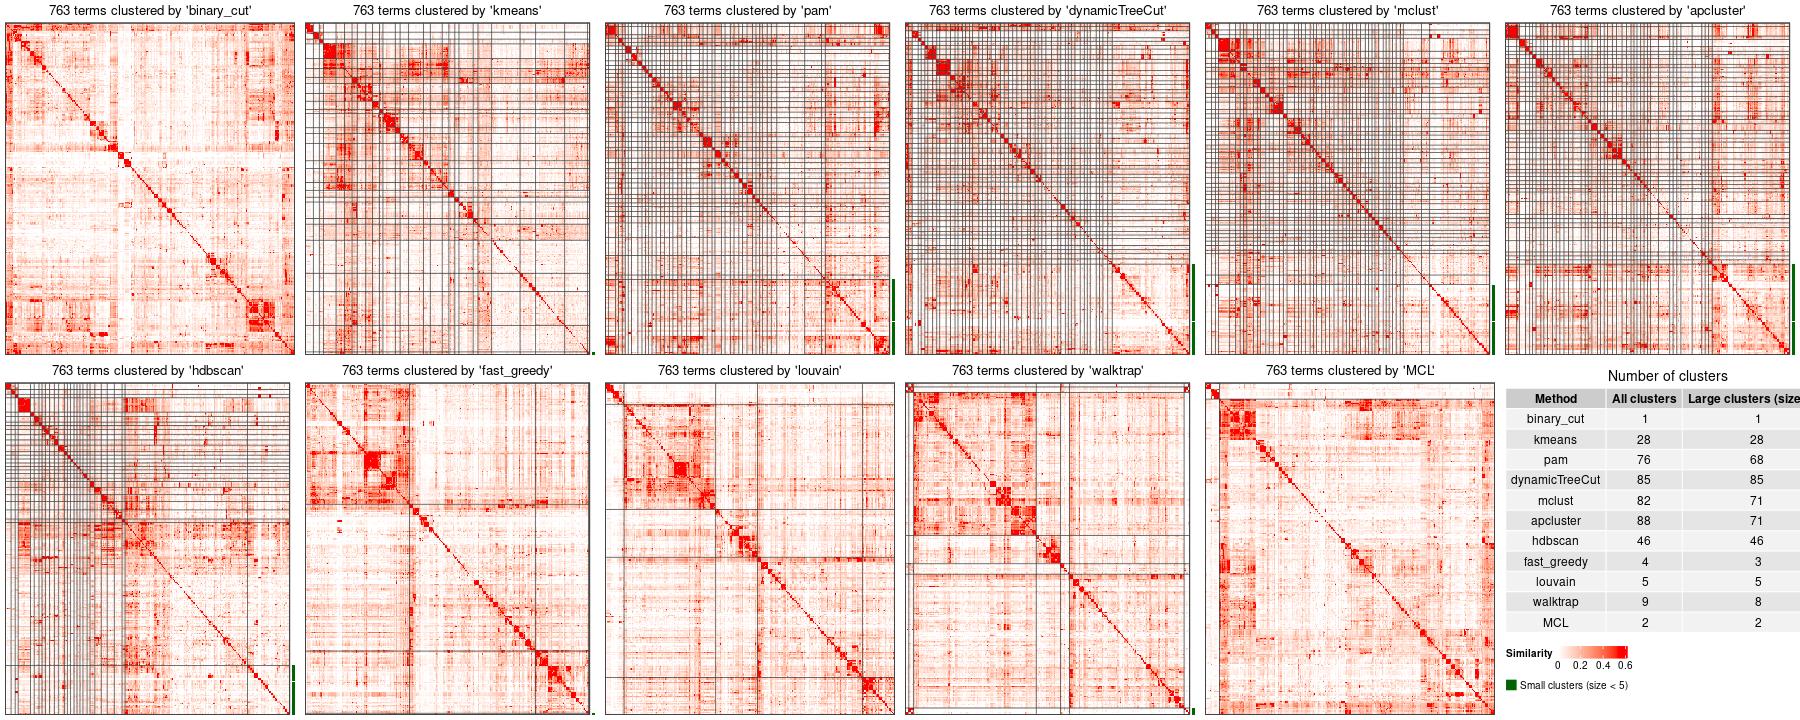 763 terms clustered by 'binary_cut'
763 terms clustered by 'kmeans'
763 terms clustered by 'pam'
763 terms clustered by 'dynamicTreeCut'
763 terms clustered by 'mclust'
763 terms clustered by 'apcluster'
763 terms clustered by 'hdbscan'
763 terms clustered by 'fast_greedy'
763 terms clustered by 'louvain'
763 terms clustered by 'walktrap'
763 terms clustered by 'MCL'
Number of clusters
Method All clusters Large clusters (size
binary_cut 1 1
kmeans 28 28
pam 76 68
dynamicTreeCut 85 85
mclust 82 71
apcluster 88 71
hdbscan 46 46
fast_greedy 4 3
louvain 5 5
walktrap 9 8
MCL 2 2
Similarity
0 0.2 0.4 0.6
Small clusters (size < 5)